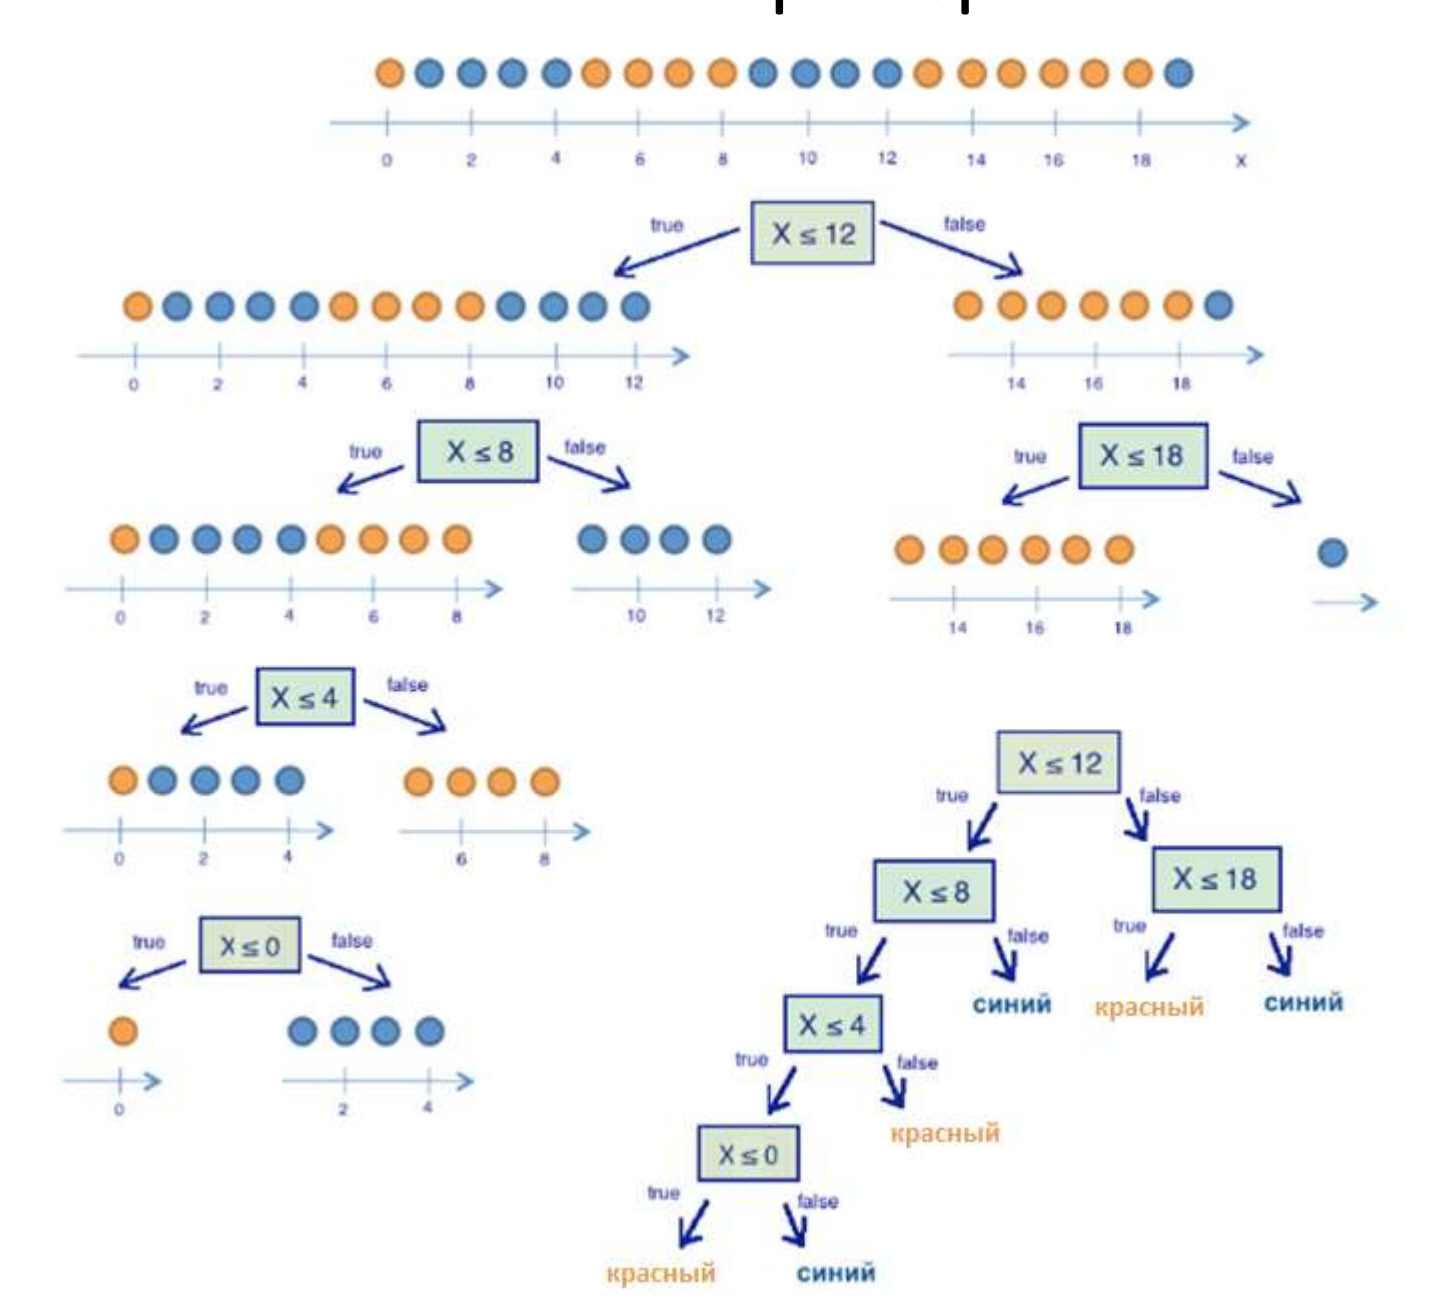 0 2 4 6 8 10 12 14 16 18 X
true X ≤ 12 false
0 2 4 6 8 10 12
14 16 18
true X ≤ 8 false
true X ≤ 18 false
0 2 4 6 8
10 12
14 16 18
true X ≤ 4 false
0 2 4
6 8
true X ≤ 0 false
0
2 4
X ≤ 12
true false
X ≤ 8
X ≤ 18
true false
true false
X ≤ 4
синий
красный
синий
true false
X ≤ 0
красный
true false
красный
синий